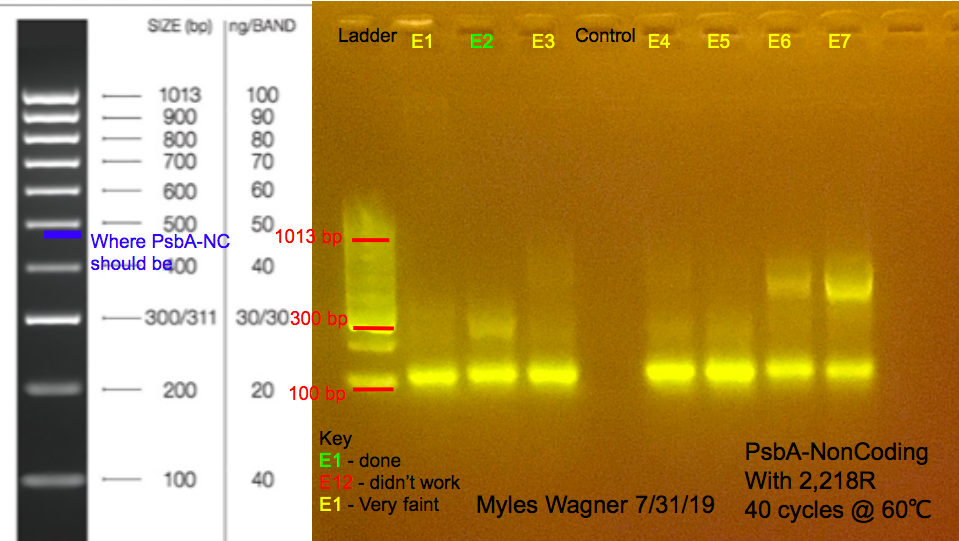 SIZE (bp) ng/BAND
1013 100
900 90
800 80
700 70
600 60
500 50
400 40
300/311 30/30
200 20
100 40
Where PsbA-NC
should be
Ladder E1 E2 E3 Control E4 E5 E6 E7
1013 bp
300 bp
100 bp
Key
E1 - done
E12 - didn't work
E1 - Very faint
Myles Wagner 7/31/19
PsbA-NonCoding
With 2,218R
40 cycles @ 60℃